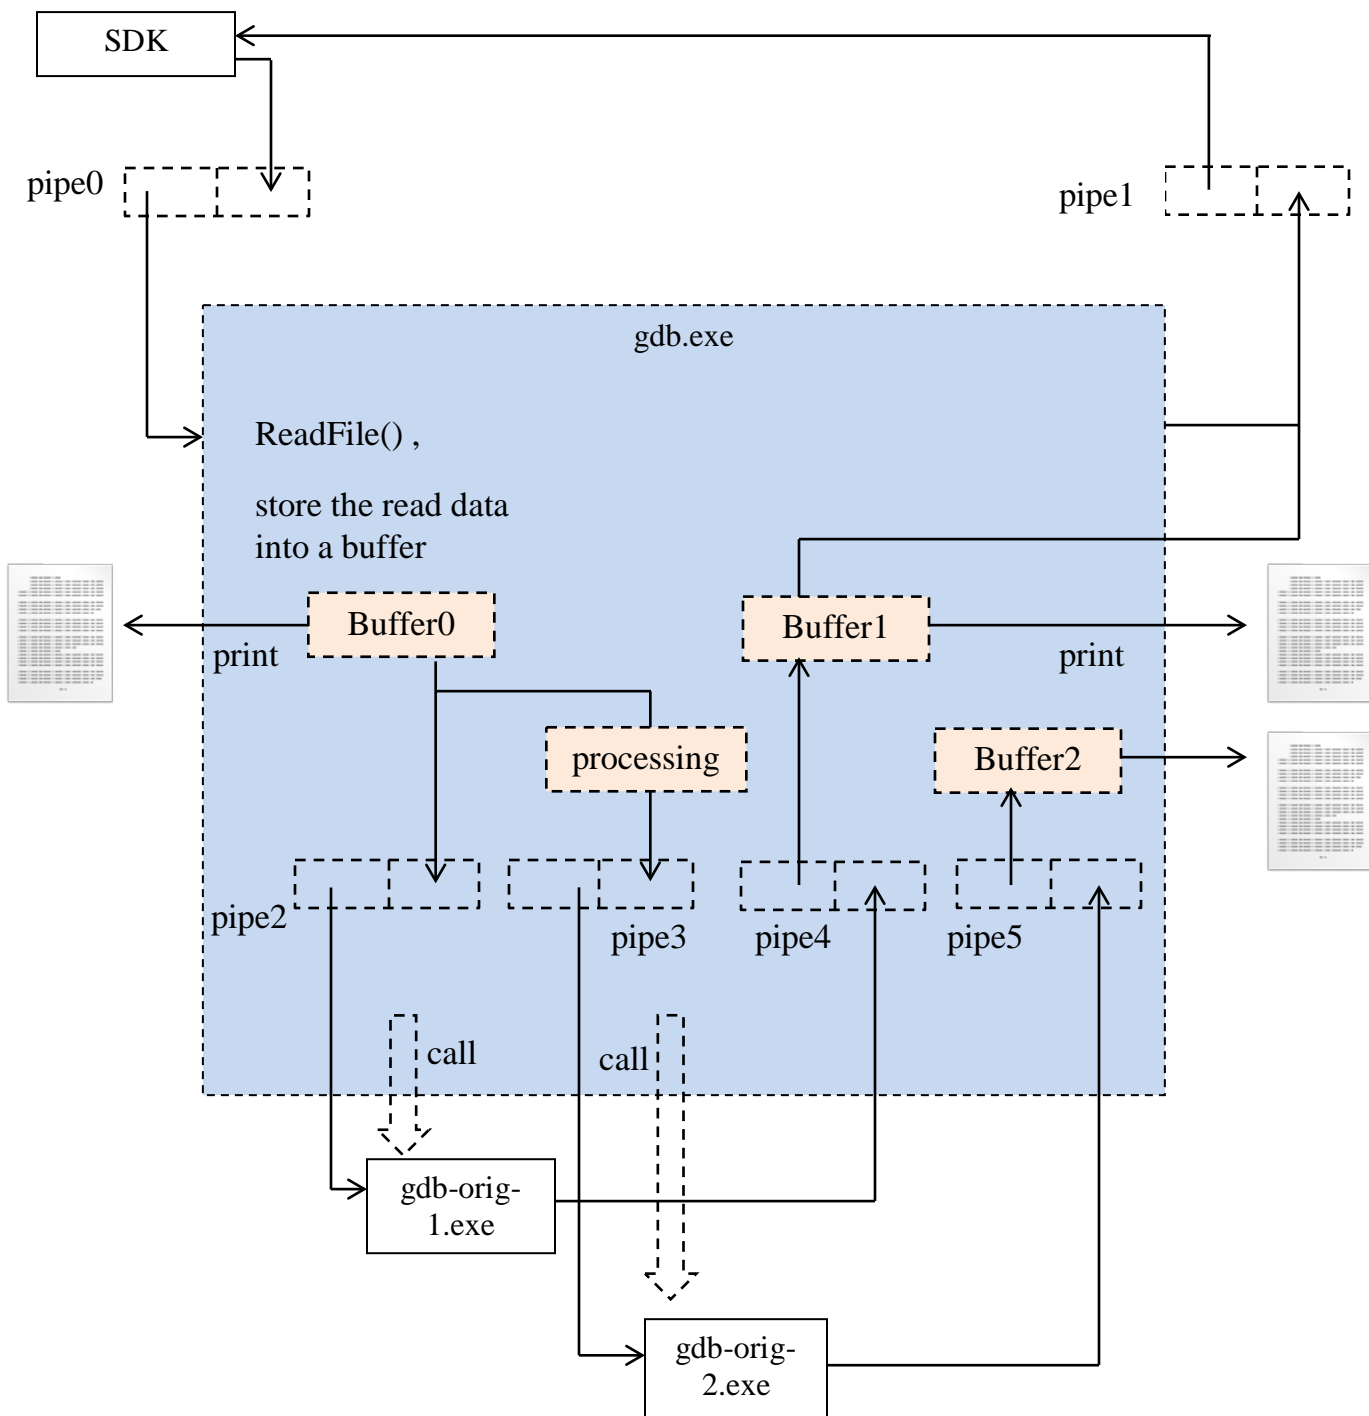 SDK
pipe0
pipe1
gdb.exe
ReadFile() ,
store the read data
into a buffer
Buffer0
print
Buffer1
print
processing
Buffer2
pipe2
pipe3
pipe4
pipe5
call
call
gdb-orig-
1.exe
gdb-orig-
2.exe